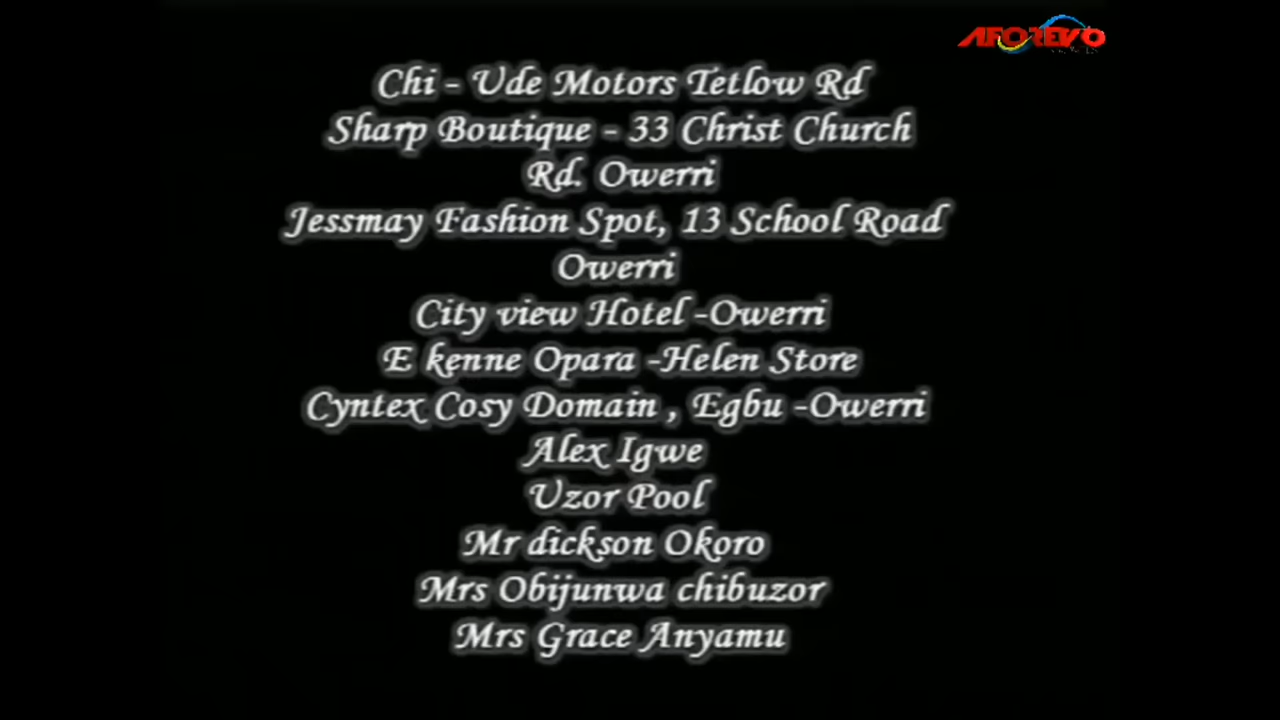 AFOREVO
Chi - Ude Motors Tetlow Rd
Sharp Boutique - 33 Christ Church
Rd. Owerri
Jessmay Fashion Spot, 13 School Road
Owerri
City view Hotel -Owerri
E kenne Opara -Helen Store
Cyntex Cosy Domain , Egbu -Owerri
Alex Igwe
Uzor Pool
Mr dickson Okoro
Mrs Obijunwa chibuzor
Mrs Grace Anyamu